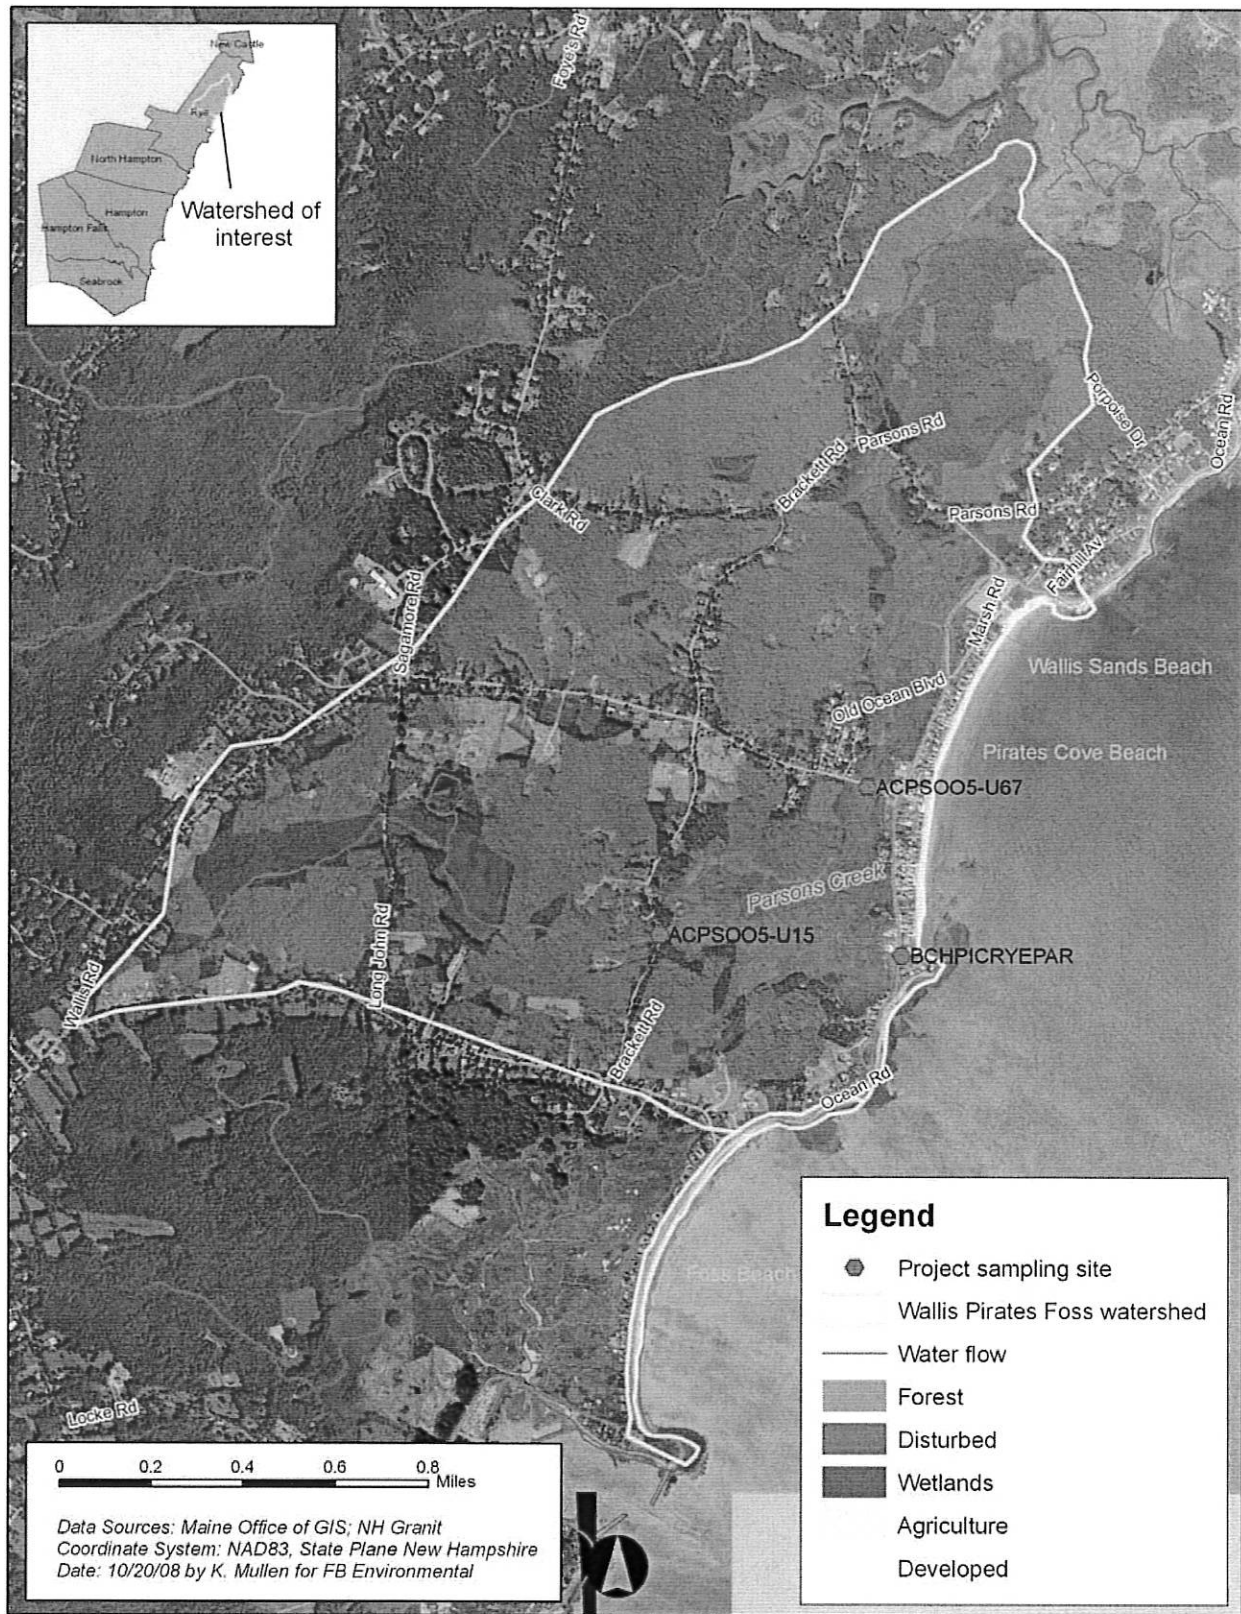 New Castle
Rye
North Hampton
Hampton
Hampton Falls
Seabrook
Watershed of
interest
Foye's Rd
Porpoise Dr
Ocean Rd
Parsons Rd
Brackett Rd
Clark Rd
Parsons Rd
Fairhill Av
Marsh Rd
Sagamore Rd
Wallis Sands Beach
Old Ocean Blvd
Pirates Cove Beach
ACPSOO5-U67
Parsons Creek
ACPSOO5-U15
BCHPICRYEPAR
Long John Rd
Wallis Rd
Brackett Rd
Ocean Rd
Foss Beach
Locke Rd
Legend
Project sampling site
Wallis Pirates Foss watershed
Water flow
Forest
Disturbed
Wetlands
Agriculture
Developed
0 0.2 0.4 0.6 0.8
Miles
Data Sources: Maine Office of GIS; NH Granit
Coordinate System: NAD83, State Plane New Hampshire
Date: 10/20/08 by K. Mullen for FB Environmental